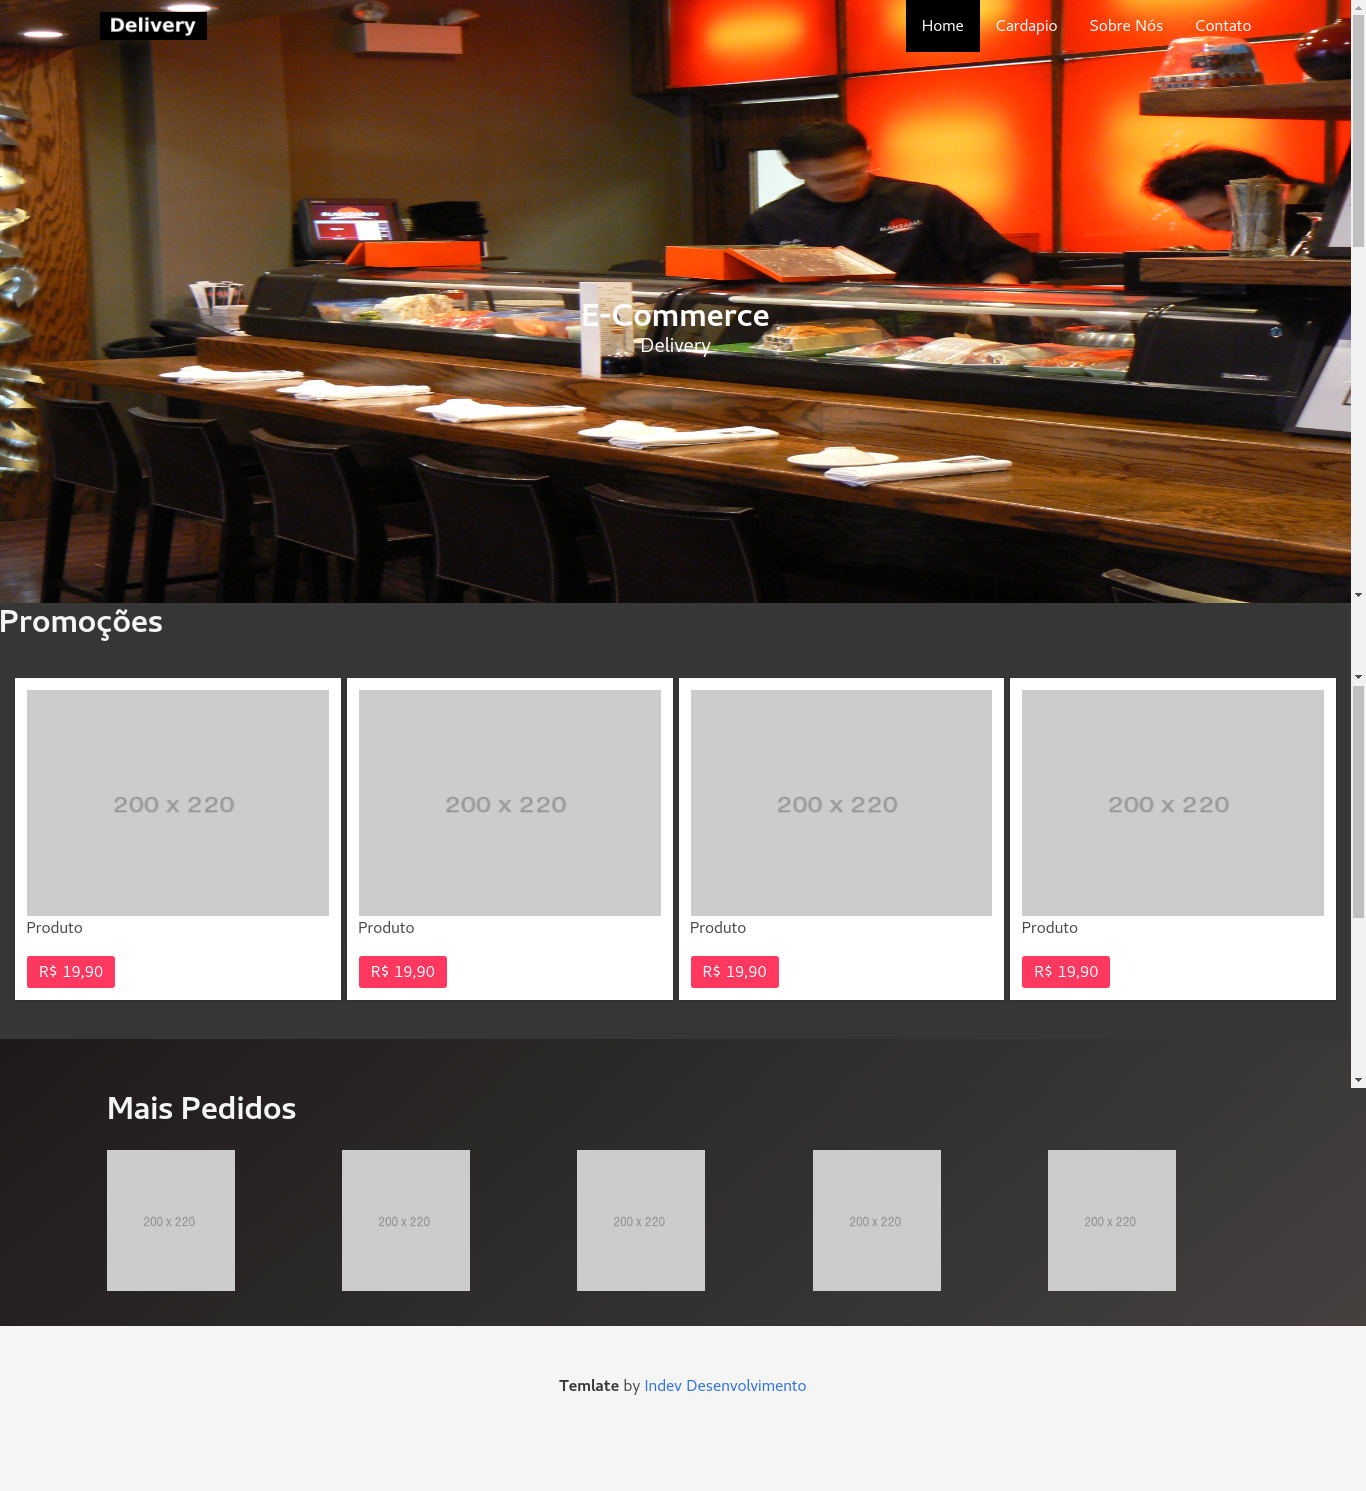 Delivery
Home Cardapio Sobre Nós Contato
E-Commerce
Delivery
Promoções
200 x 220 200 x 220 200 x 220 200 x 220
Produto Produto Produto Produto
R$ 19,90 R$ 19,90 R$ 19,90 R$ 19,90
Mais Pedidos
200 x 220 200 x 220 200 x 220 200 x 220 200 x 220
Temlate by Indev Desenvolvimento